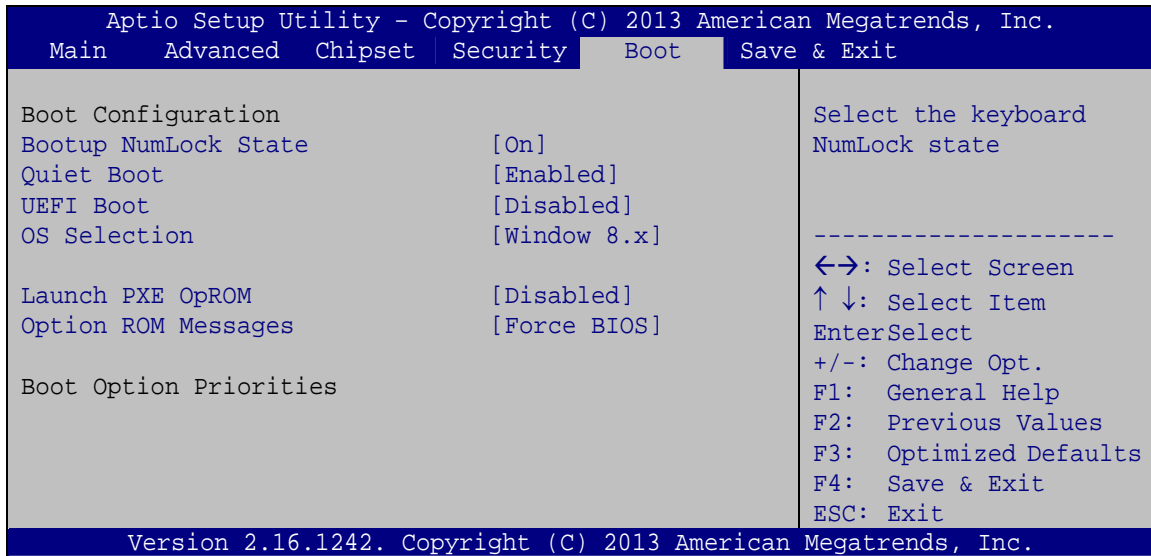 Aptio Setup Utility – Copyright (C) 2013 American Megatrends, Inc.
Main Advanced Chipset Security Boot Save & Exit
Boot Configuration
Bootup NumLock State [On]
Quiet Boot [Enabled]
UEFI Boot [Disabled]
OS Selection [Window 8.x]
Launch PXE OpROM [Disabled]
Option ROM Messages [Force BIOS]
Boot Option Priorities
Select the keyboard
NumLock state
---------------------
←→: Select Screen
↑ ↓: Select Item
EnterSelect
+/-: Change Opt.
F1: General Help
F2: Previous Values
F3: Optimized Defaults
F4: Save & Exit
ESC: Exit
Version 2.16.1242. Copyright (C) 2013 American Megatrends, Inc.